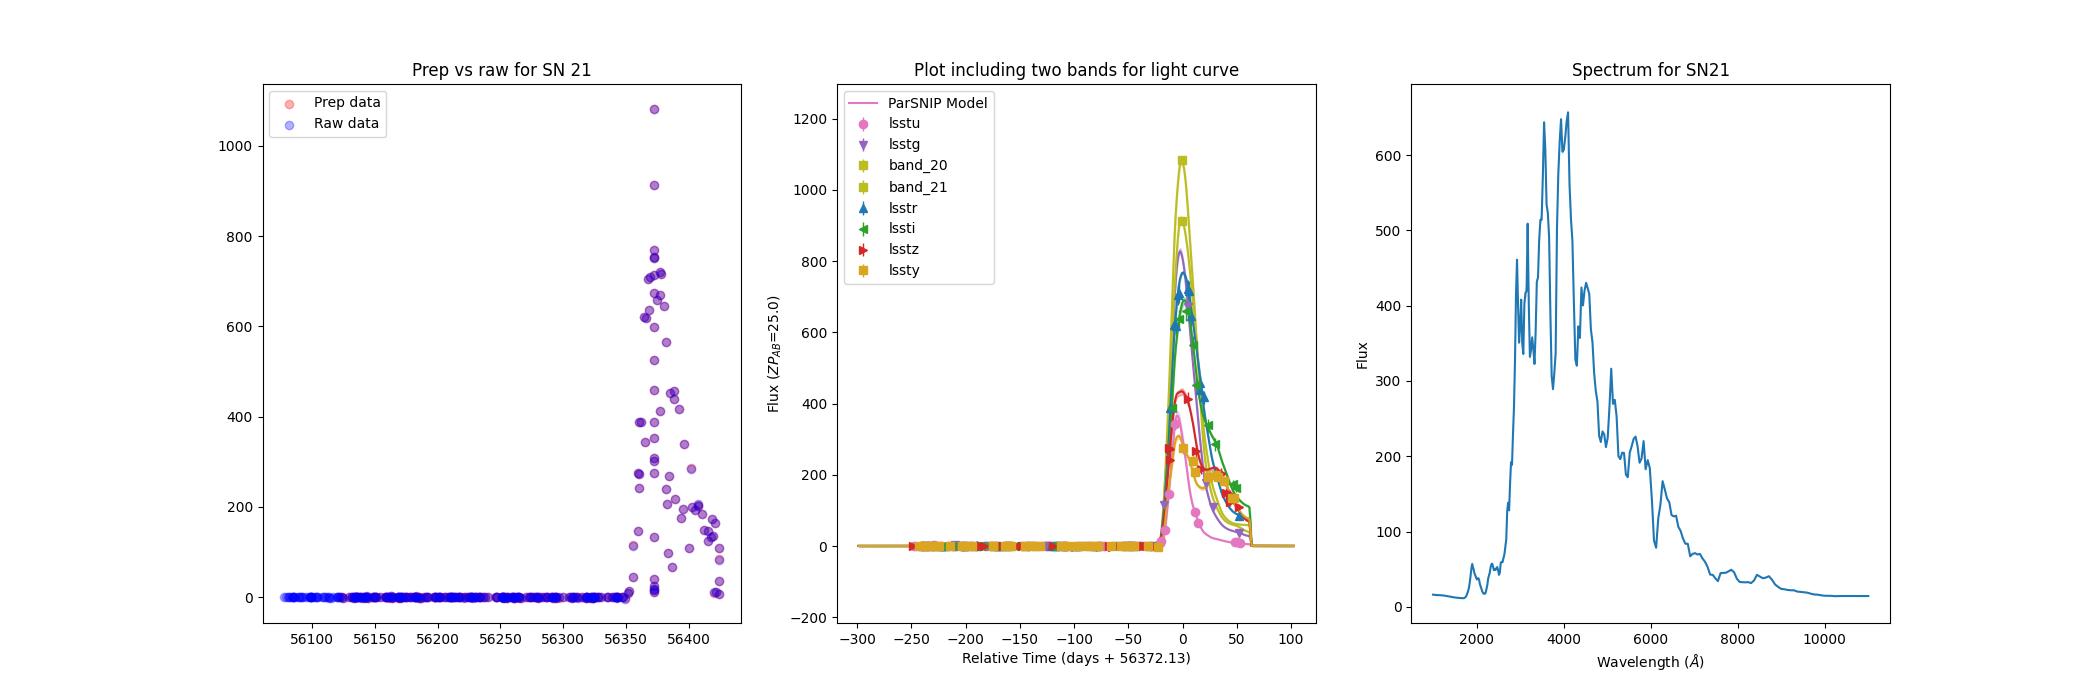 Prep vs raw for SN 21
Prep data
Raw data
1000
800
600
400
200
0
56100
56150
56200
56250
56300
56350
56400
Plot including two bands for light curve
ParSNIP Model
lsstu
lsstg
band_20
band_21
lsstr
lssti
lsstz
lssty
Flux (ZP_AB=25.0)
1200
1000
800
600
400
200
0
−200
−300
−250
−200
−150
−100
−50
0
50
100
Relative Time (days + 56372.13)
Spectrum for SN21
Flux
600
500
400
300
200
100
0
2000
4000
6000
8000
10000
Wavelength (Å)